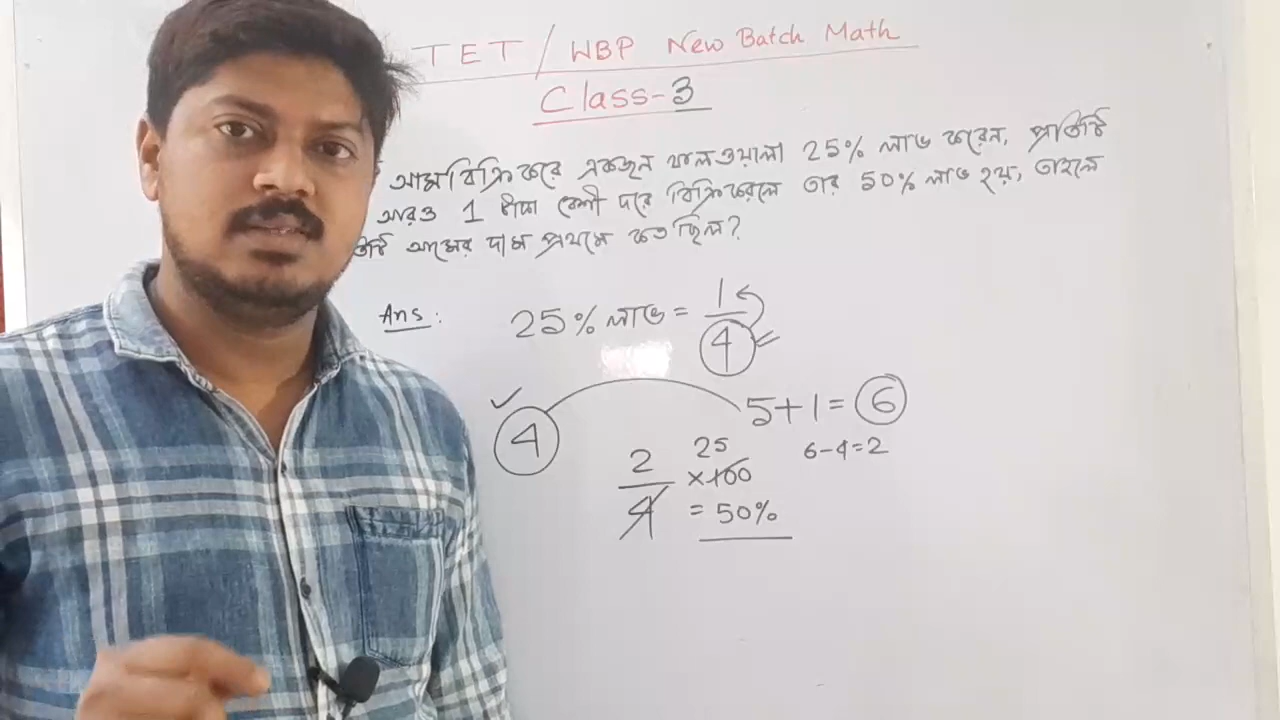 TET / WBP New Batch Math
Class-3
আম বিক্রি করে একজন ফলওয়ালা 25% লাভ করেন, প্রতিটি
আরও 1 টাকা বেশী দরে বিক্রি করলে তার 50% লাভ হয়, তাহলে
আমের দাম প্রথমে কত ছিল?
Ans: 25% লাভ = 1/4
4 5+1= 6
2/4 ×100 25 6-4=2
= 50%